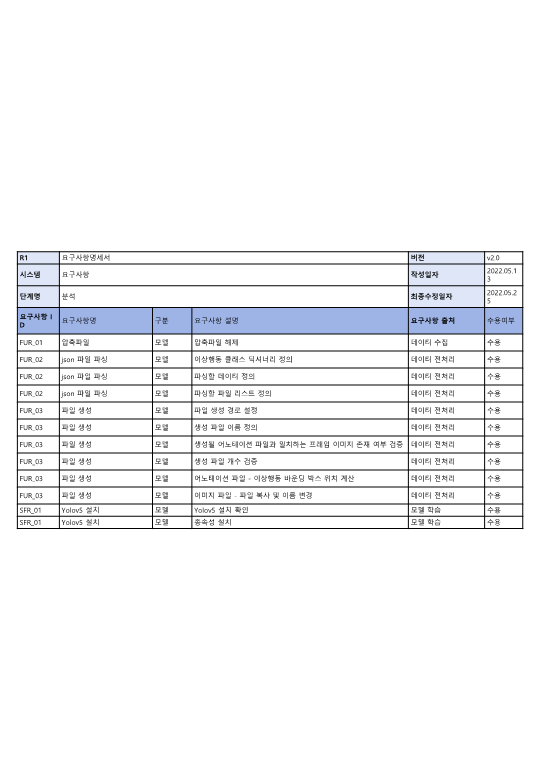 R1 요구사항명세서 버전 v2.0
시스템 요구사항 작성일자 2022.05.1
3
단계명 분석 최종수정일자 2022.05.2
5
요구사항 I
D 요구사항명 구분 요구사항 설명 요구사항 출처 수용여부
FUR_01 압축파일 모델 압축파일 해제 데이터 수집 수용
FUR_02 json 파일 파싱 모델 이상행동 클래스 딕셔너리 정의 데이터 전처리 수용
FUR_02 json 파일 파싱 모델 파싱할 데이터 정의 데이터 전처리 수용
FUR_02 json 파일 파싱 모델 파싱할 파일 리스트 정의 데이터 전처리 수용
FUR_03 파일 생성 모델 파일 생성 경로 설정 데이터 전처리 수용
FUR_03 파일 생성 모델 생성 파일 이름 정의 데이터 전처리 수용
FUR_03 파일 생성 모델 생성될 어노테이션 파일과 일치하는 프레임 이미지 존재 여부 검증 데이터 전처리 수용
FUR_03 파일 생성 모델 생성 파일 개수 검증 데이터 전처리 수용
FUR_03 파일 생성 모델 어노테이션 파일 - 이상행동 바운딩 박스 위치 계산 데이터 전처리 수용
FUR_03 파일 생성 모델 이미지 파일 - 파일 복사 및 이름 변경 데이터 전처리 수용
SFR_01 Yolov5 설치 모델 Yolov5 설치 확인 모델 학습 수용
SFR_01 Yolov5 설치 모델 종속성 설치 모델 학습 수용